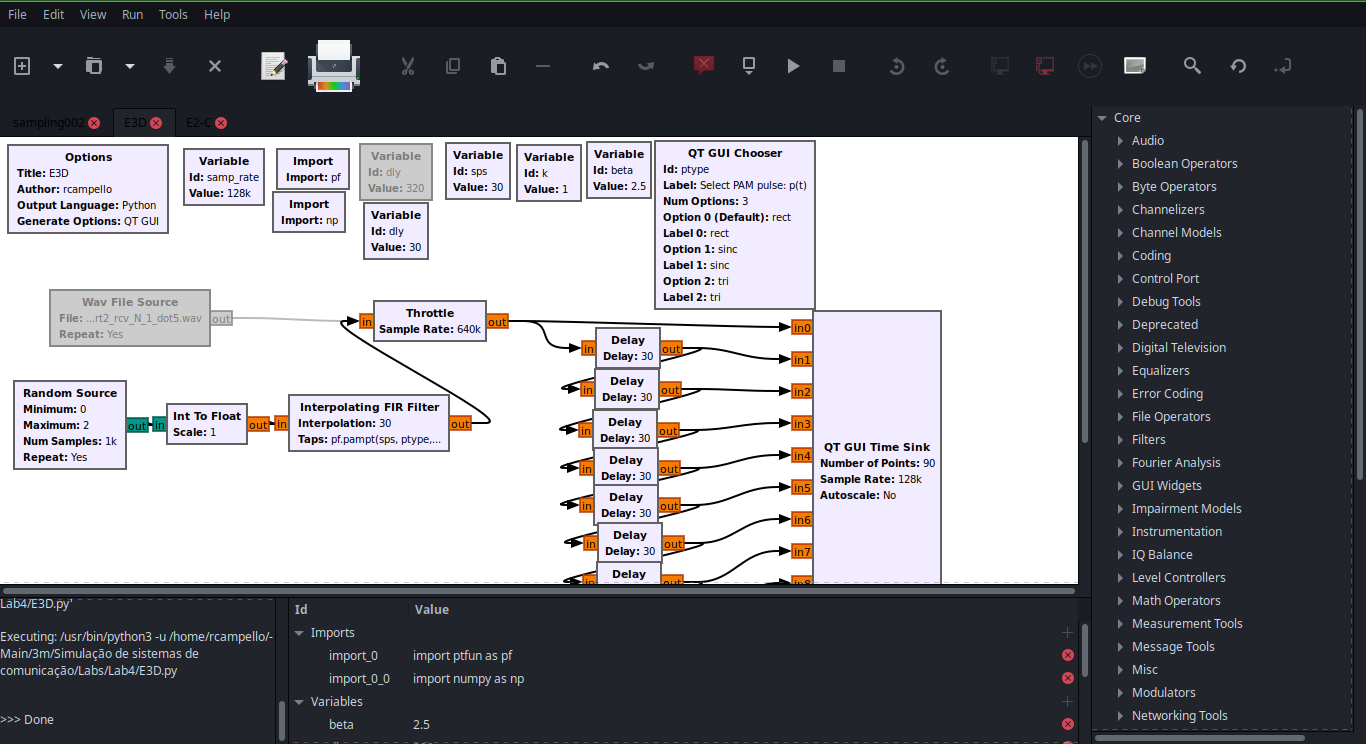 File Edit View Run Tools Help
sampling002 E3D E2-C
Options
Title: E3D
Author: rcampello
Output Language: Python
Generate Options: QT GUI
Variable
Id: samp_rate
Value: 128k
Import
Import: pf
Import
Import: np
Variable
Id: dly
Value: 320
Variable
Id: dly
Value: 30
Variable
Id: sps
Value: 30
Variable
Id: k
Value: 1
Variable
Id: beta
Value: 2.5
QT GUI Chooser
Id: ptype
Label: Select PAM pulse: p(t)
Num Options: 3
Option 0 (Default): rect
Label 0: rect
Option 1: sinc
Label 1: sinc
Option 2: tri
Label 2: tri
Wav File Source
File: ...rt2_rcv_N_1_dot5.wav
Repeat: Yes
out
in
Throttle
Sample Rate: 640k
out
Random Source
Minimum: 0
Maximum: 2
Num Samples: 1k
Repeat: Yes
out
in
Int To Float
Scale: 1
out
in
Interpolating FIR Filter
Interpolation: 30
Taps: pf.pampt(sps, ptype,...
out
in
Delay
Delay: 30
out
in
Delay
Delay: 30
out
in
Delay
Delay: 30
out
in
Delay
Delay: 30
out
in
Delay
Delay: 30
out
in
Delay
Delay: 30
out
in
Delay
out
in0
in1
in2
in3
in4
in5
in6
in7
in8
QT GUI Time Sink
Number of Points: 90
Sample Rate: 128k
Autoscale: No
Lab4/E3D.py'
Executing: /usr/bin/python3 -u /home/rcampello/-
Main/3m/Simulação de sistemas de
comunicação/Labs/Lab4/E3D.py
>>> Done
Id Value
Imports
import_0 import ptfun as pf
import_0_0 import numpy as np
Variables
beta 2.5
Core
Audio
Boolean Operators
Byte Operators
Channelizers
Channel Models
Coding
Control Port
Debug Tools
Deprecated
Digital Television
Equalizers
Error Coding
File Operators
Filters
Fourier Analysis
GUI Widgets
Impairment Models
Instrumentation
IQ Balance
Level Controllers
Math Operators
Measurement Tools
Message Tools
Misc
Modulators
Networking Tools